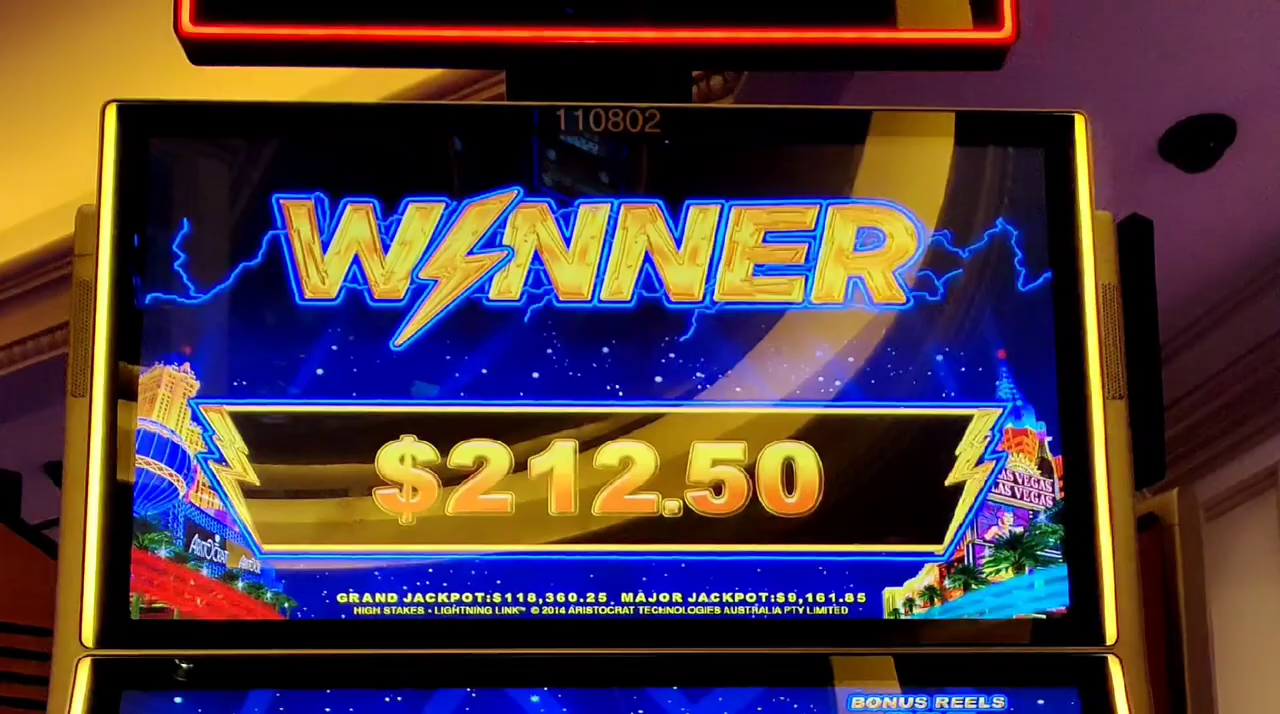 110802
WINNER
$212.50
LAS VEGAS
LAS VEGAS
ARISTOCRAT
GRAND JACKPOT:$118,360.25 MAJOR JACKPOT:$9,161.85
HIGH STAKES - LIGHTNING LINK™ © 2014 ARISTOCRAT TECHNOLOGIES AUSTRALIA PTY LIMITED
BONUS REELS